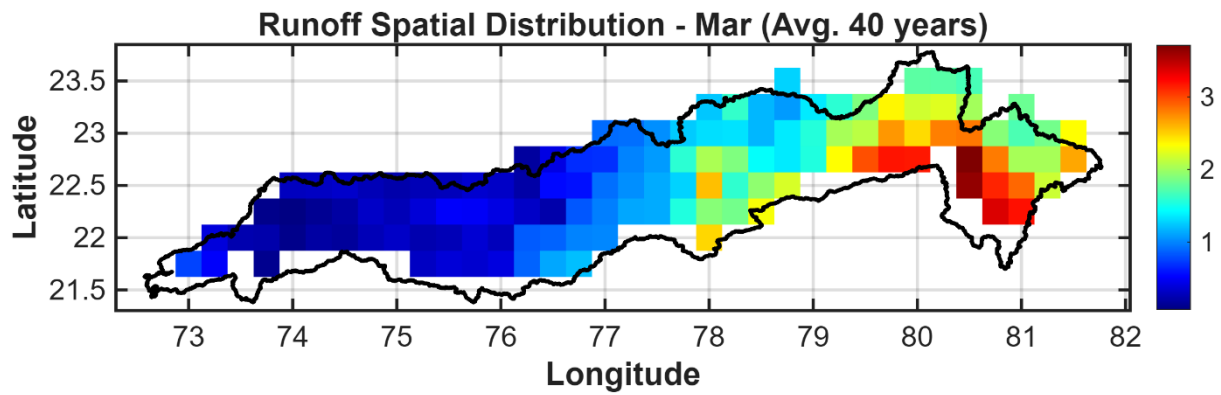 Runoff Spatial Distribution - Mar (Avg. 40 years)
23.5
23
22.5
22
21.5
Latitude
73 74 75 76 77 78 79 80 81 82
Longitude
3
2
1